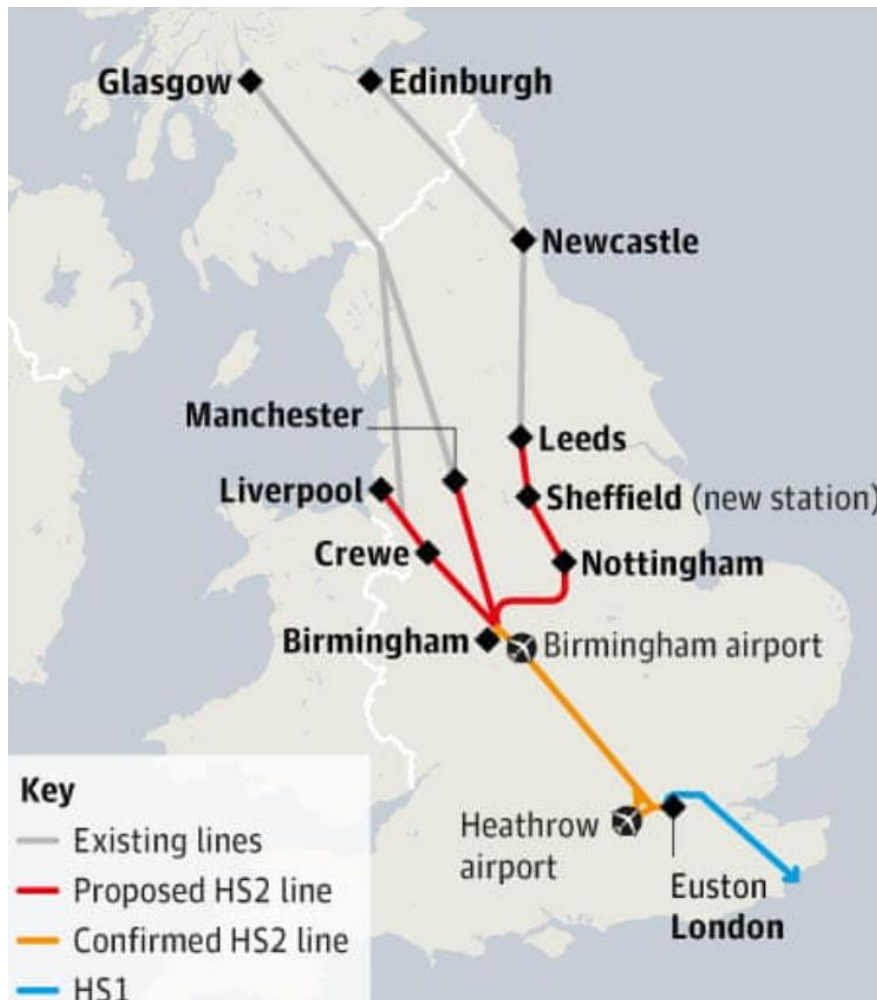 Glasgow
Edinburgh
Newcastle
Manchester
Leeds
Liverpool
Sheffield (new station)
Crewe
Nottingham
Birmingham
Birmingham airport
Heathrow
airport
Euston
London
Key
Existing lines
Proposed HS2 line
Confirmed HS2 line
HS1